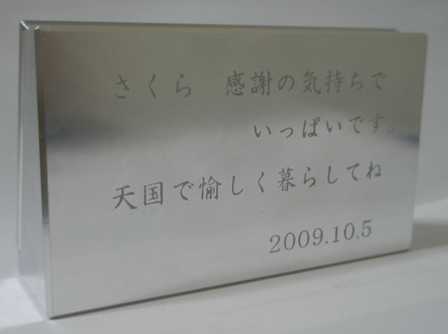 さくら　感謝の気持ちで
いっぱいです。
天国で愉しく暮らしてね
2009.10.5